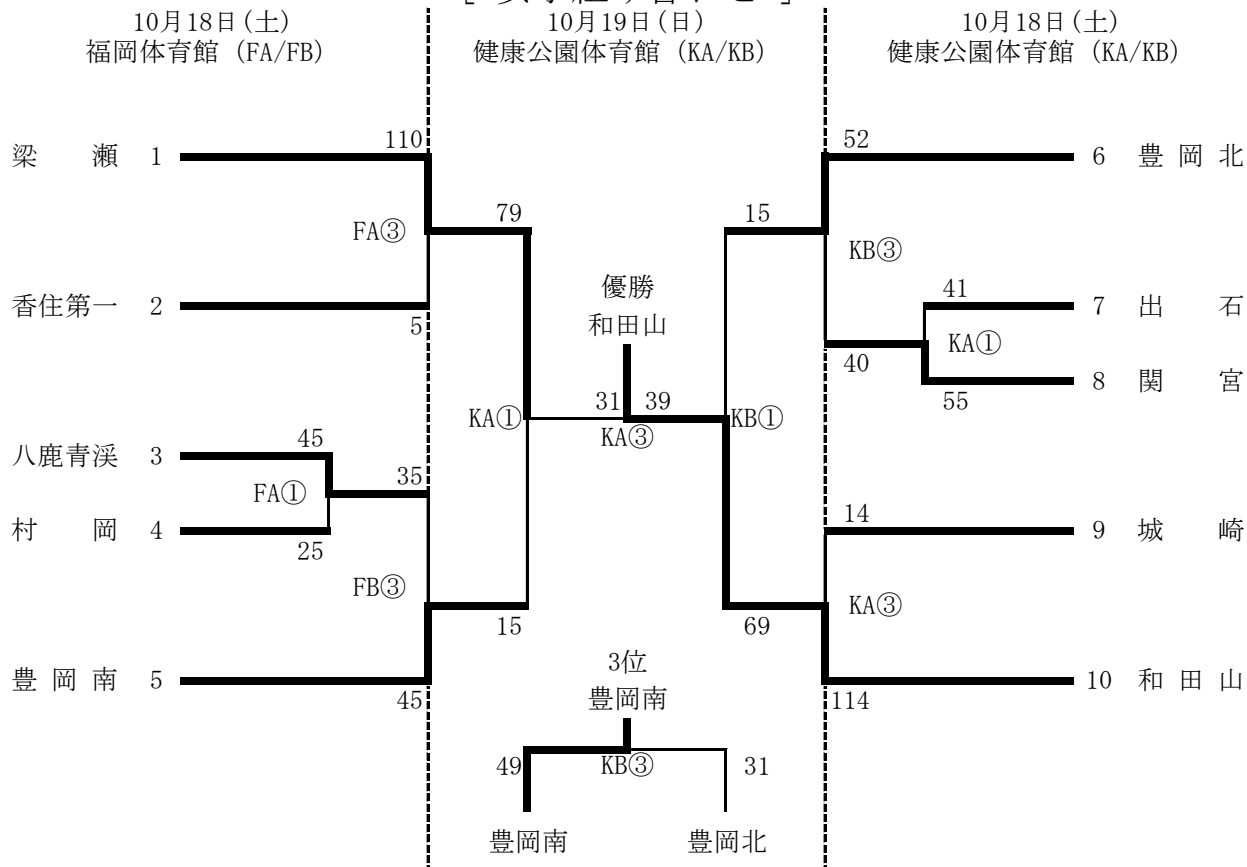 10月18日(土)
福岡体育館 (FA/FB)
10月19日(日)
健康公園体育館 (KA/KB)
10月18日(土)
健康公園体育館 (KA/KB)
梁瀬 1
110
FA③
香住第一 2
5
八鹿青渓 3
45
FA①
村岡 4
25
35
FB③
豊岡南 5
45
79
KA①
15
優勝
和田山
31 39
KA③
15
KB①
69
3位
豊岡南
49 KB③ 31
豊岡南 豊岡北
52
6 豊岡北
KB③
41
7 出石
KA①
40
8 関宮
55
14
9 城崎
KA③
10 和田山
114